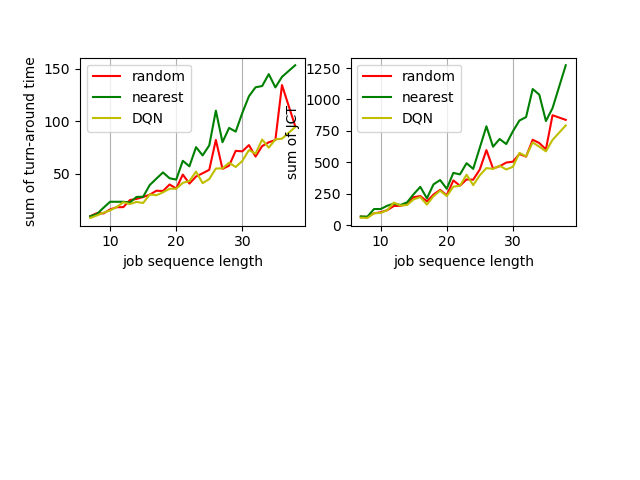 sum of turn-around time
150
100
50
random
nearest
DQN
10
20
30
job sequence length
sum of JCT
1250
1000
750
500
250
0
random
nearest
DQN
10
20
30
job sequence length